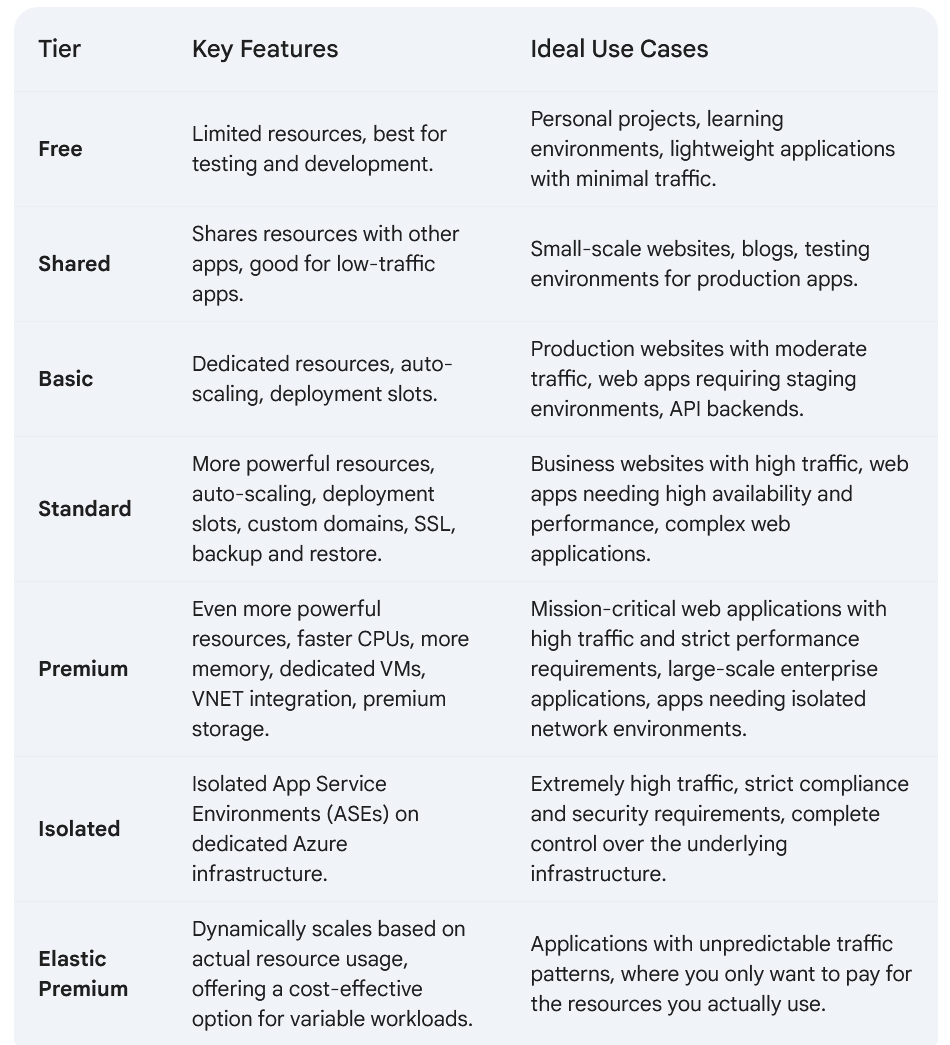 Tier Key Features Ideal Use Cases
Free
Limited resources, best for
testing and development.
Personal projects, learning
environments, lightweight applications
with minimal traffic.
Shared
Shares resources with other
apps, good for low-traffic
apps.
Small-scale websites, blogs, testing
environments for production apps.
Basic
Dedicated resources, auto-
scaling, deployment slots.
Production websites with moderate
traffic, web apps requiring staging
environments, API backends.
Standard
More powerful resources,
auto-scaling, deployment
slots, custom domains, SSL,
backup and restore.
Business websites with high traffic, web
apps needing high availability and
performance, complex web
applications.
Premium
Even more powerful
resources, faster CPUs, more
memory, dedicated VMs,
VNET integration, premium
storage.
Mission-critical web applications with
high traffic and strict performance
requirements, large-scale enterprise
applications, apps needing isolated
network environments.
Isolated
Isolated App Service
Environments (ASEs) on
dedicated Azure
infrastructure.
Extremely high traffic, strict compliance
and security requirements, complete
control over the underlying
infrastructure.
Elastic
Premium
Dynamically scales based on
actual resource usage,
offering a cost-effective
option for variable workloads.
Applications with unpredictable traffic
patterns, where you only want to pay for
the resources you actually use.